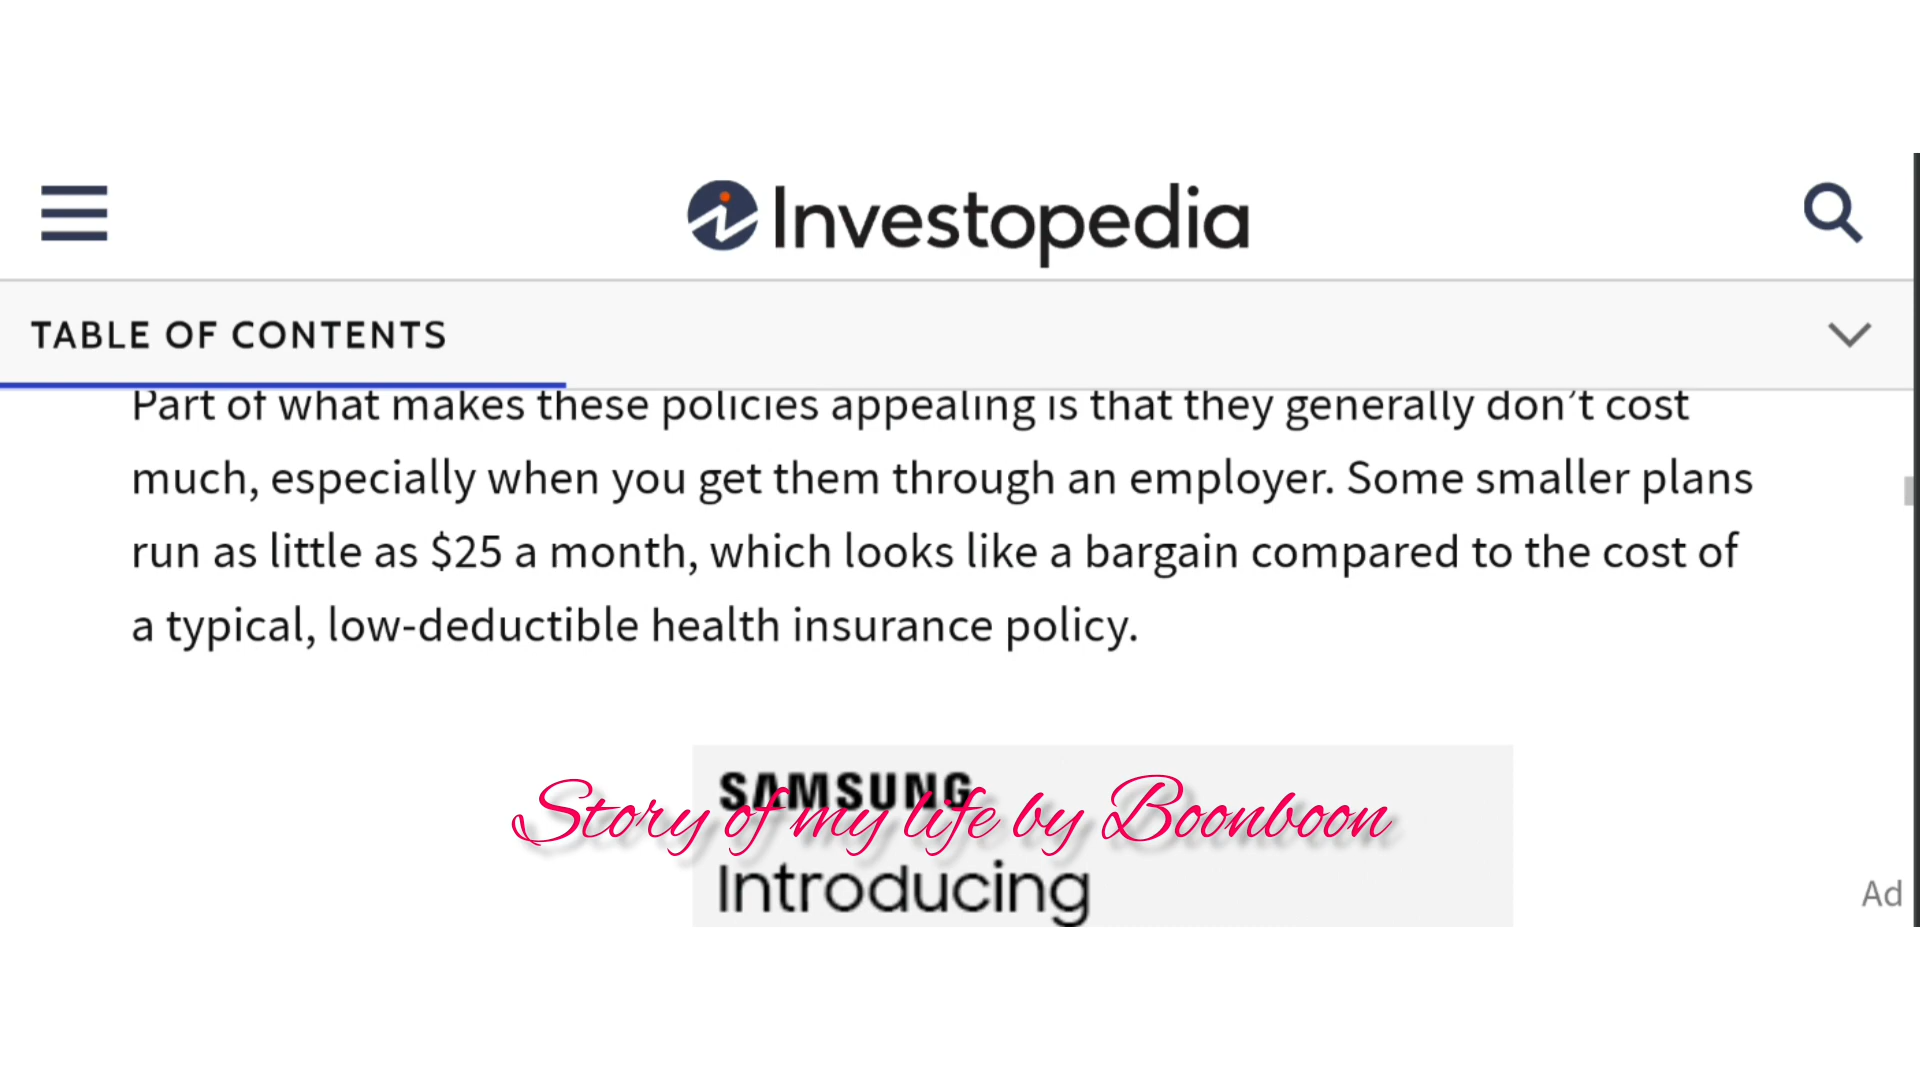 Investopedia
TABLE OF CONTENTS
Part of what makes these policies appealing is that they generally don’t cost
much, especially when you get them through an employer. Some smaller plans
run as little as $25 a month, which looks like a bargain compared to the cost of
a typical, low-deductible health insurance policy.
SAMSUNG
Story of my life by Boonboon
Introducing
Ad